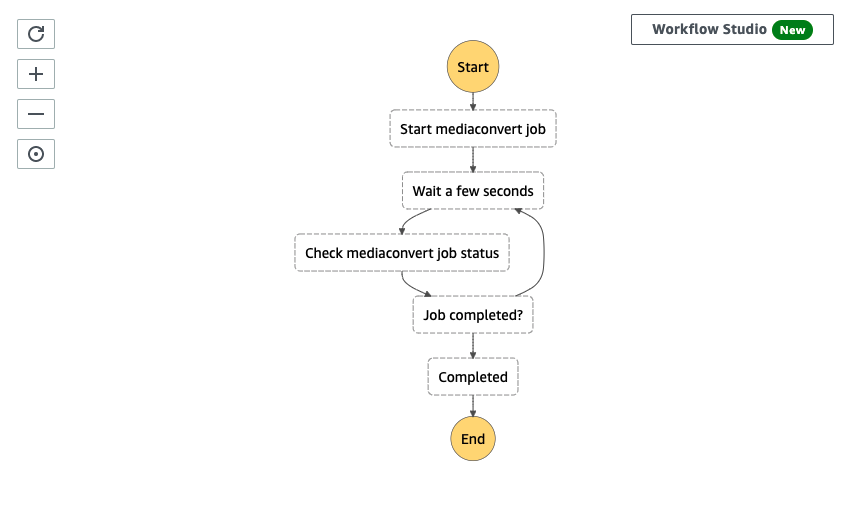 Workflow Studio New
Start
Start mediaconvert job
Wait a few seconds
Check mediaconvert job status
Job completed?
Completed
End